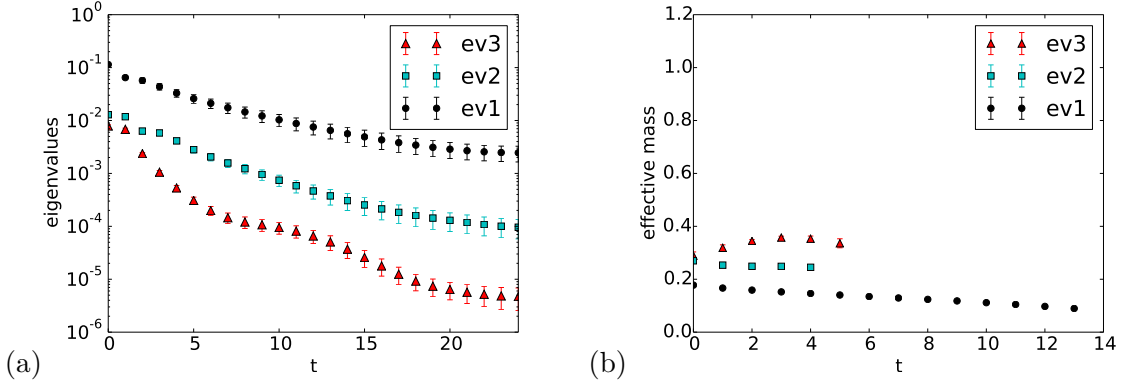 10^0
10^-1
10^-2
10^-3
10^-4
10^-5
10^-6
0 5 10 15 20
eigenvalues
t
ev3
ev2
ev1
(a)
1.2
1.0
0.8
0.6
0.4
0.2
0.0
0 2 4 6 8 10 12 14
effective mass
t
ev3
ev2
ev1
(b)